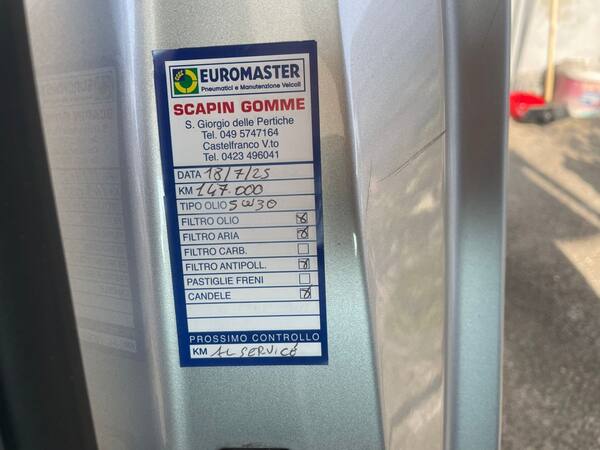 EUROMASTER
Pneumatici e Manutenzione Veicoli
SCAPIN GOMME
S. Giorgio delle Pertiche
Tel. 049 5747164
Castelfranco V.to
Tel. 0423 496041
DATA 18/7/25
KM 147.000
TIPO OLIO 5W30
FILTRO OLIO
FILTRO ARIA
FILTRO CARB.
FILTRO ANTIPOLL.
PASTIGLIE FRENI
CANDELE
PROSSIMO CONTROLLO
KM AL SERVICE